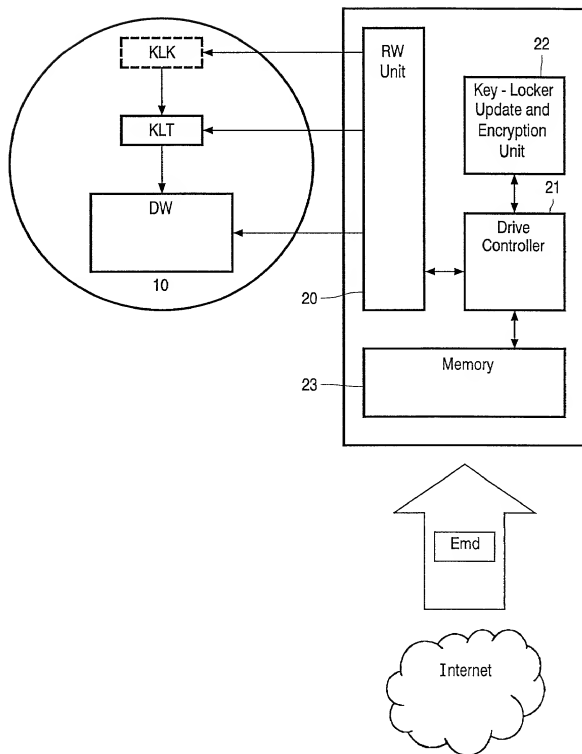 KLK
KLT
DW
10
RW
Unit
20
22
Key - Locker
Update and
Encryption
Unit
21
Drive
Controller
23
Memory
Emd
Internet